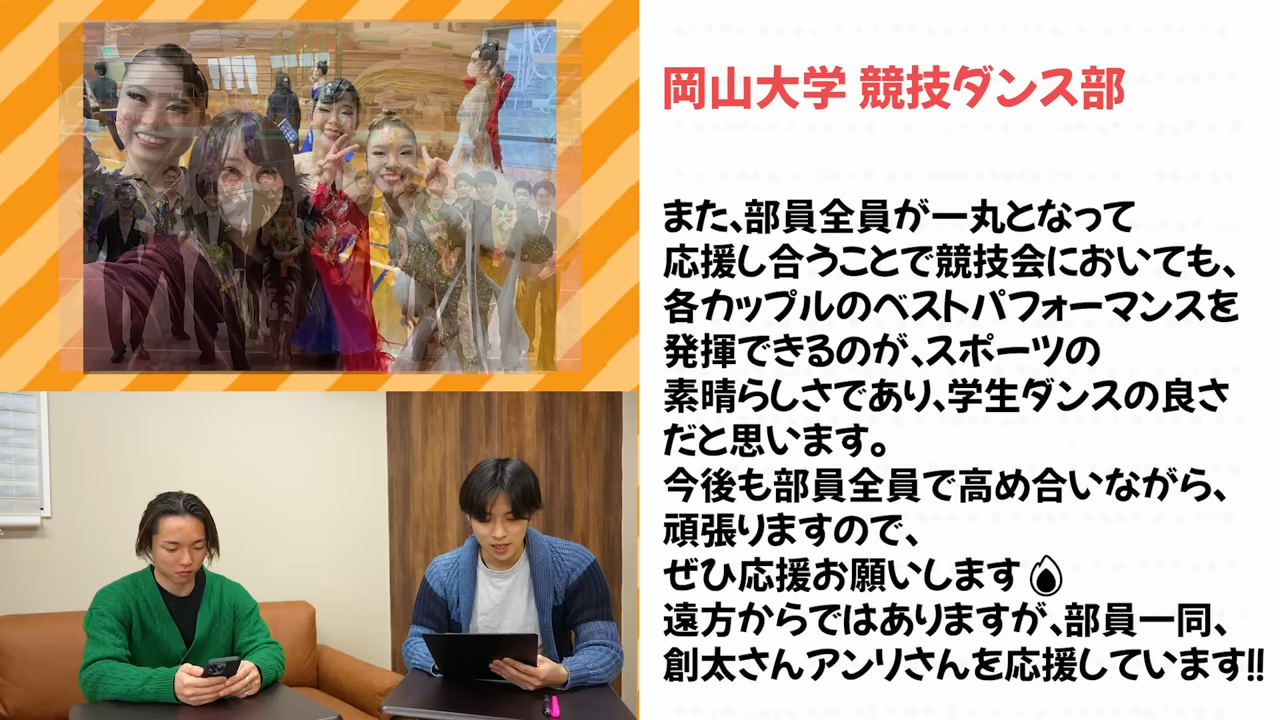 岡山大学 競技ダンス部
また、部員全員が一丸となって
応援し合うことで競技会においても、
各カップルのベストパフォーマンスを
発揮できるのが、スポーツの
素晴らしさであり、学生ダンスの良さ
だと思います。
今後も部員全員で高め合いながら、
頑張りますので、
ぜひ応援お願いします🔥
遠方からではありますが、部員一同、
創太さんアンリさんを応援しています!!